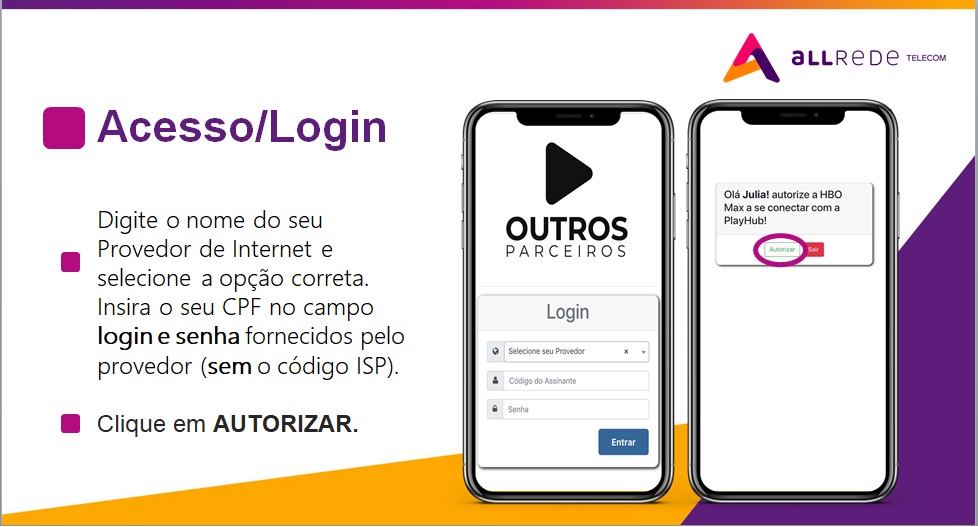 aLLREDE TELECOM
Acesso/Login
Digite o nome do seu
Provedor de Internet e
selecione a opção correta.
Insira o seu CPF no campo
login e senha fornecidos pelo
provedor (sem o código ISP).
Clique em AUTORIZAR.
OUTROS
PARCEIROS
Login
Selecione seu Provedor × ▾
Código do Assinante
Senha
Entrar
Olá Julia! autorize a HBO
Max a se conectar com a
PlayHub!
Autorizar Sair